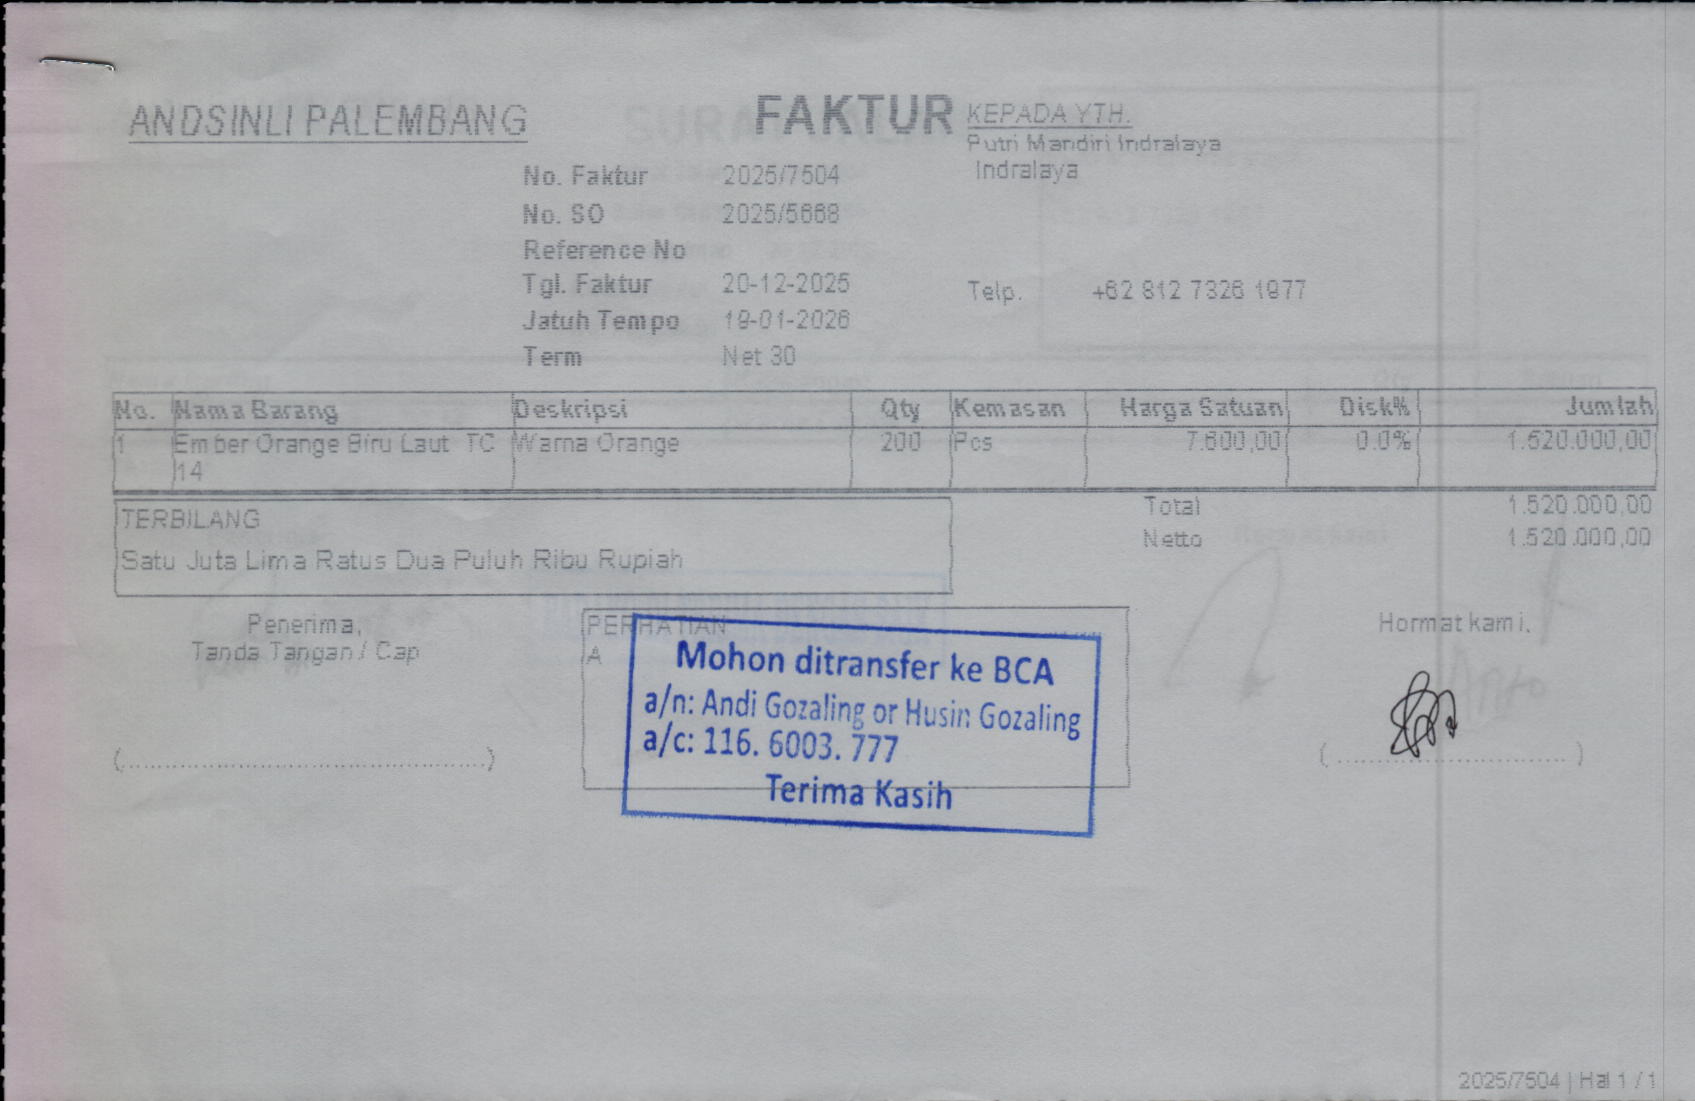 ANDSINLI PALEMBANG
FAKTUR
KEPADA YTH.
Putri Mandiri Indralaya
Indralaya
No. Faktur 2025/7504
No. SO 2025/5668
Reference No
Tgl. Faktur 20-12-2025
Jatuh Tempo 19-01-2026
Term Net 30
Telp. +62 812 7326 1977
No. Nama Barang Deskripsi Qty Kemasan Harga Satuan Disk% Jumlah
1 Ember Orange Biru Laut TC Warna Orange 200 Pcs 7.600,00 0.0% 1.520.000,00
14
TERBILANG
Satu Juta Lima Ratus Dua Puluh Ribu Rupiah
Total 1.520.000,00
Netto 1.520.000,00
Penerima,
Tanda Tangan / Cap
PERHATIAN
A
Mohon ditransfer ke BCA
a/n: Andi Gozaling or Husin Gozaling
a/c: 116. 6003. 777
Terima Kasih
Hormat kami,
2025/7504 | Hal 1 / 1